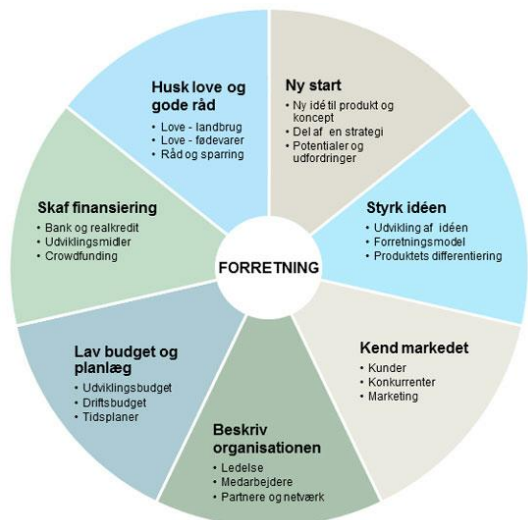 Ny start
• Ny idé til produkt og
koncept
• Del af en strategi
• Potentialer og
udfordringer
Styrk idéen
• Udvikling af idéen
• Forretningsmodel
• Produktets differentiering
Kend markedet
• Kunder
• Konkurrenter
• Marketing
Beskriv
organisationen
• Ledelse
• Medarbejdere
• Partnere og netværk
Lav budget og
planlæg
• Udviklingsbudget
• Driftsbudget
• Tidsplaner
Skaf finansiering
• Bank og realkredit
• Udviklingsmidler
• Crowdfunding
Husk love og
gode råd
• Love - landbrug
• Love - fødevarer
• Råd og sparring
FORRETNING